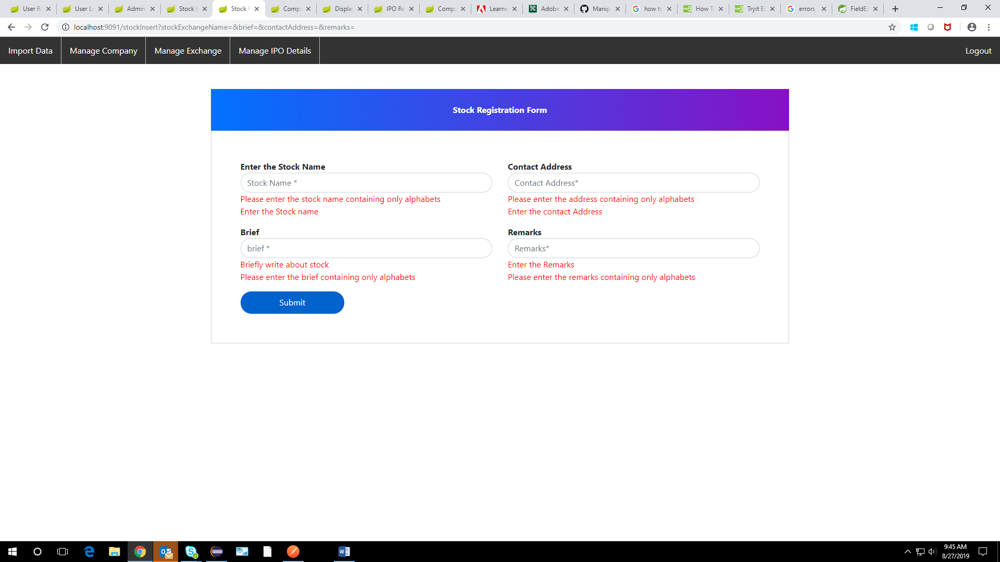 User R
User L
Admin
Stock F
Stock F
Compa
Display
IPO Re
Compa
Learne
Adobe
Manip
how to
How T
Tryit Ed
errors
FieldEr
localhost:9091/stockInsert?stockExchangeName=&brief=&contactAddress=&remarks=
Import Data
Manage Company
Manage Exchange
Manage IPO Details
Logout
Stock Registration Form
Enter the Stock Name
Stock Name *
Please enter the stock name containing only alphabets
Enter the Stock name
Contact Address
Contact Address*
Please enter the address containing only alphabets
Enter the contact Address
Brief
brief *
Briefly write about stock
Please enter the brief containing only alphabets
Remarks
Remarks*
Enter the Remarks
Please enter the remarks containing only alphabets
Submit
9:45 AM
8/27/2019